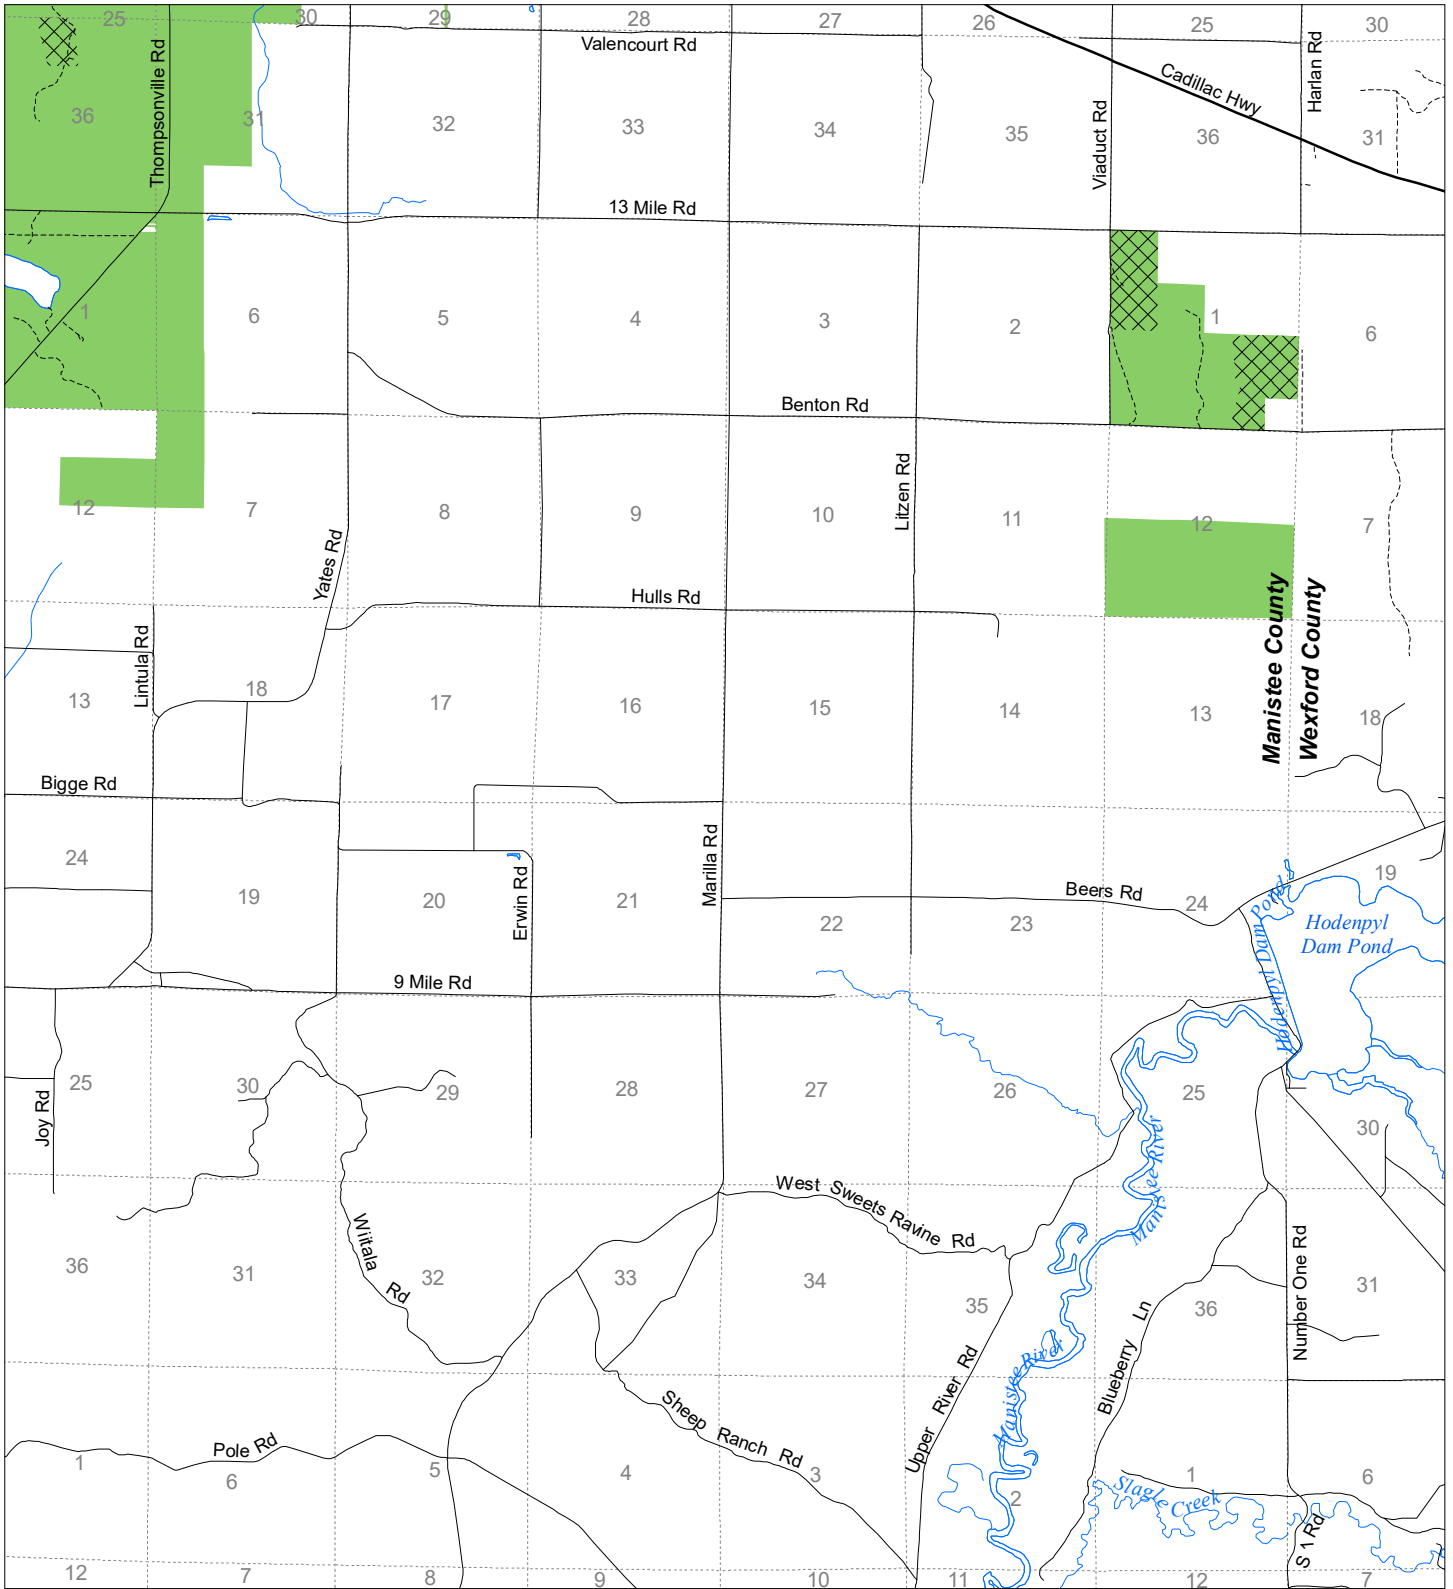 25
30
29
28
27
26
25
30
Valencourt Rd
Cadillac Hwy
Harlan Rd
Thompsonville Rd
Viaduct Rd
36
31
32
33
34
35
36
31
13 Mile Rd
1
6
5
4
3
2
1
6
Benton Rd
Litzen Rd
12
7
8
9
10
11
12
7
Yates Rd
Hulls Rd
Manistee County
Wexford County
Lintula Rd
13
18
17
16
15
14
13
18
Bigge Rd
Marilla Rd
24
19
20
21
22
23
24
19
Erwin Rd
Beers Rd
Hodenpyl Dam Pond
Hodenpyl
Dam Pond
9 Mile Rd
25
30
29
28
27
26
25
30
Joy Rd
Manistee River
West Sweets Ravine Rd
Wiitala Rd
36
31
32
33
34
35
36
31
Number One Rd
Blueberry Ln
Upper River Rd
Manistee River
Sheep Ranch Rd
Pole Rd
1
6
5
4
3
2
1
6
Slagle Creek
S 1 Rd
12
7
8
9
10
11
12
7